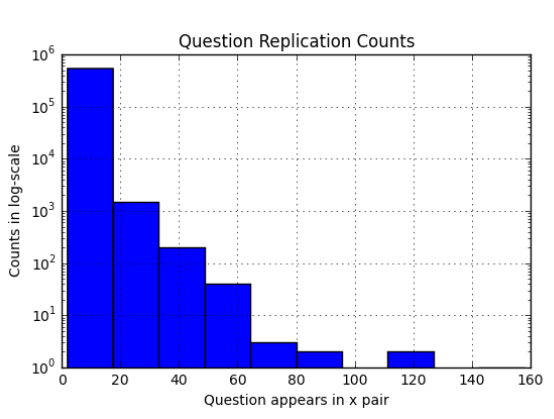 Question Replication Counts
Counts in log-scale
10^6
10^5
10^4
10^3
10^2
10^1
10^0
0 20 40 60 80 100 120 140 160
Question appears in x pair